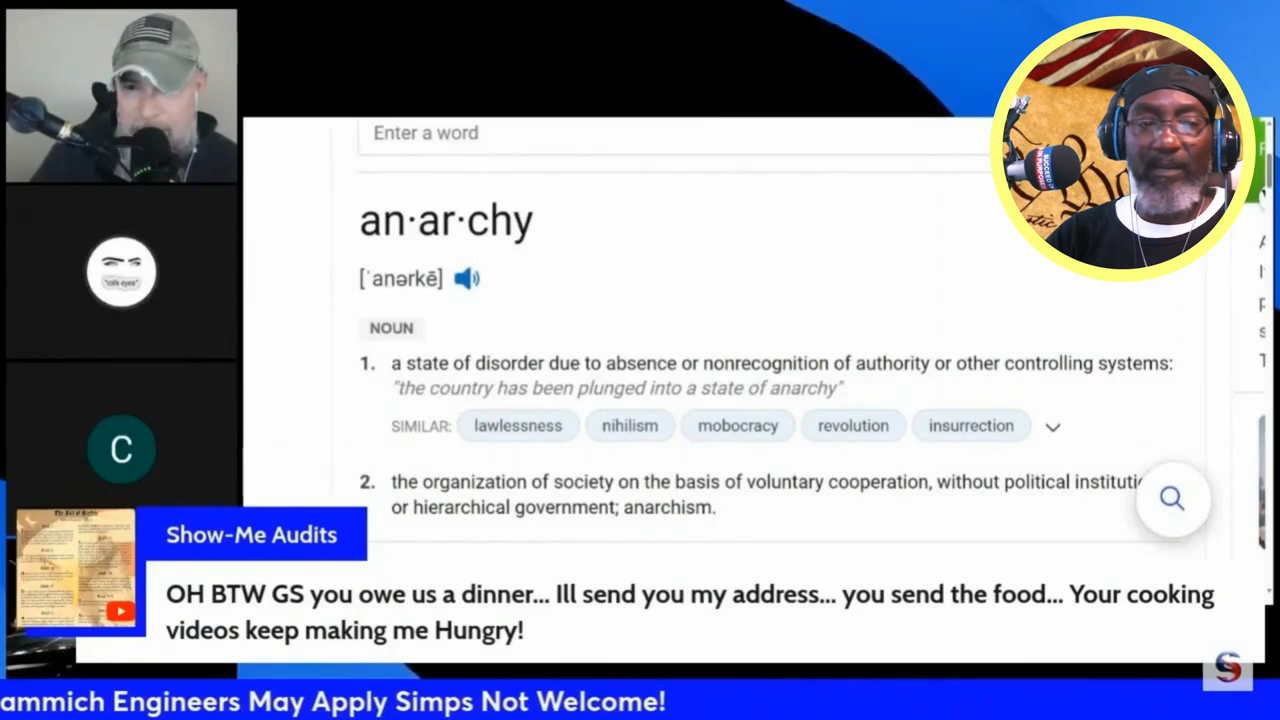 Enter a word
an·ar·chy
[ˈanərkē]
NOUN
1. a state of disorder due to absence or nonrecognition of authority or other controlling systems:
"the country has been plunged into a state of anarchy"
SIMILAR: lawlessness nihilism mobocracy revolution insurrection
2. the organization of society on the basis of voluntary cooperation, without political
or hierarchical government; anarchism.
C
Show-Me Audits
OH BTW GS you owe us a dinner... Ill send you my address... you send the food... Your cooking
videos keep making me Hungry!
S
ammich Engineers May Apply Simps Not Welcome!